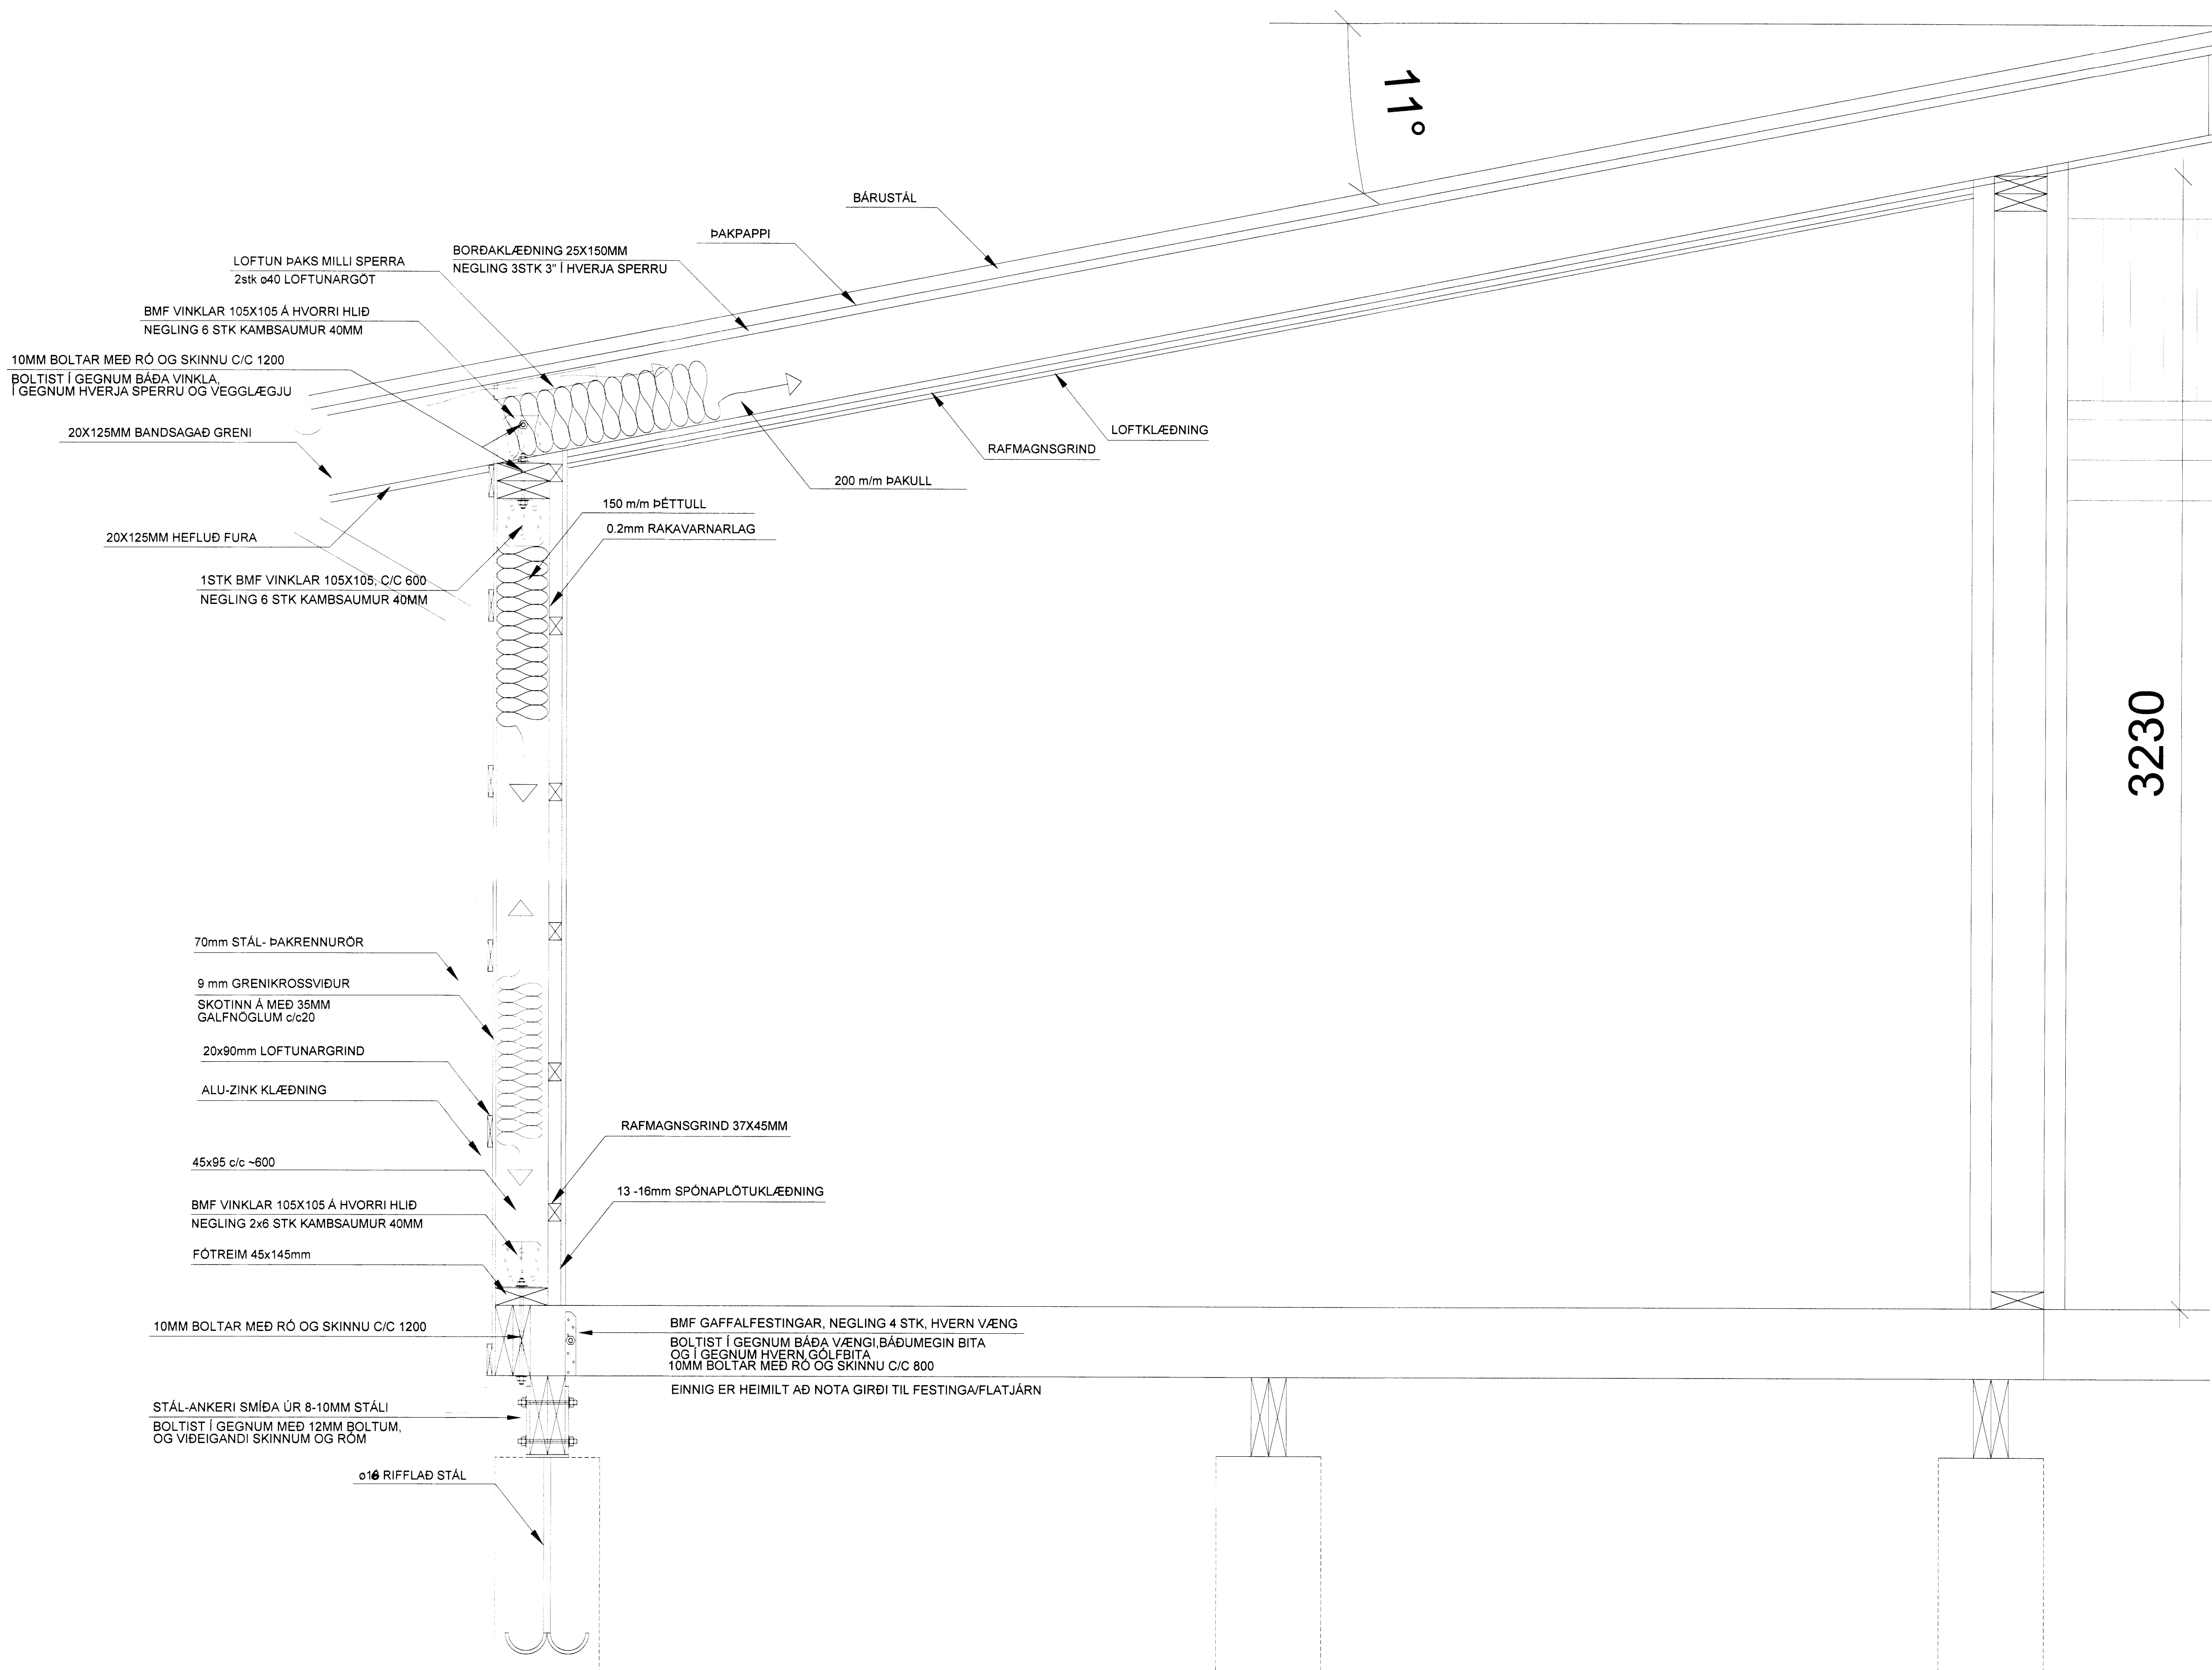 11°
BÁRUSTÁL
ÞAKPAPPI
BORÐAKLÆÐNING 25X150MM
NEGLING 3STK 3" Í HVERJA SPERRU
LOFTUN ÞAKS MILLI SPERRA
2stk ø40 LOFTUNARGÖT
BMF VINKLAR 105X105 Á HVORRI HLIÐ
NEGLING 6 STK KAMBSAUMUR 40MM
10MM BOLTAR MEÐ RÓ OG SKINNU C/C 1200
BOLTIST Í GEGNUM BÁÐA VINKLA,
Í GEGNUM HVERJA SPERRU OG VEGGLÆGJU
20X125MM BANDSAGAÐ GRENI
LOFTKLÆÐNING
RAFMAGNSGRIND
200 m/m ÞAKULL
150 m/m ÞÉTTULL
0.2mm RAKAVARNARLAG
20X125MM HEFLUÐ FURA
1STK BMF VINKLAR 105X105, C/C 600
NEGLING 6 STK KAMBSAUMUR 40MM
3230
70mm STÁL- ÞAKRENNURÖR
9 mm GRENIKROSSVIÐUR
SKOTINN Á MEÐ 35MM
GALFNÖGLUM c/c20
20x90mm LOFTUNARGRIND
ALU-ZINK KLÆÐNING
RAFMAGNSGRIND 37X45MM
45x95 c/c ~600
13 -16mm SPÓNAPLÖTUKLÆÐNING
BMF VINKLAR 105X105 Á HVORRI HLIÐ
NEGLING 2x6 STK KAMBSAUMUR 40MM
FÓTREIM 45x145mm
10MM BOLTAR MEÐ RÓ OG SKINNU C/C 1200
BMF GAFFALFESTINGAR, NEGLING 4 STK, HVERN VÆNG
BOLTIST Í GEGNUM BÁÐA VÆNGI,BÁÐUMEGIN BITA
OG Í GEGNUM HVERN GÓLFBITA
10MM BOLTAR MEÐ RÓ OG SKINNU C/C 800
EINNIG ER HEIMILT AÐ NOTA GIRÐI TIL FESTINGA/FLATJÁRN
STÁL-ANKERI SMÍÐA ÚR 8-10MM STÁLI
BOLTIST Í GEGNUM MEÐ 12MM BOLTUM,
OG VIÐEIGANDI SKINNUM OG RÓM
RIFFLAÐ STÁL